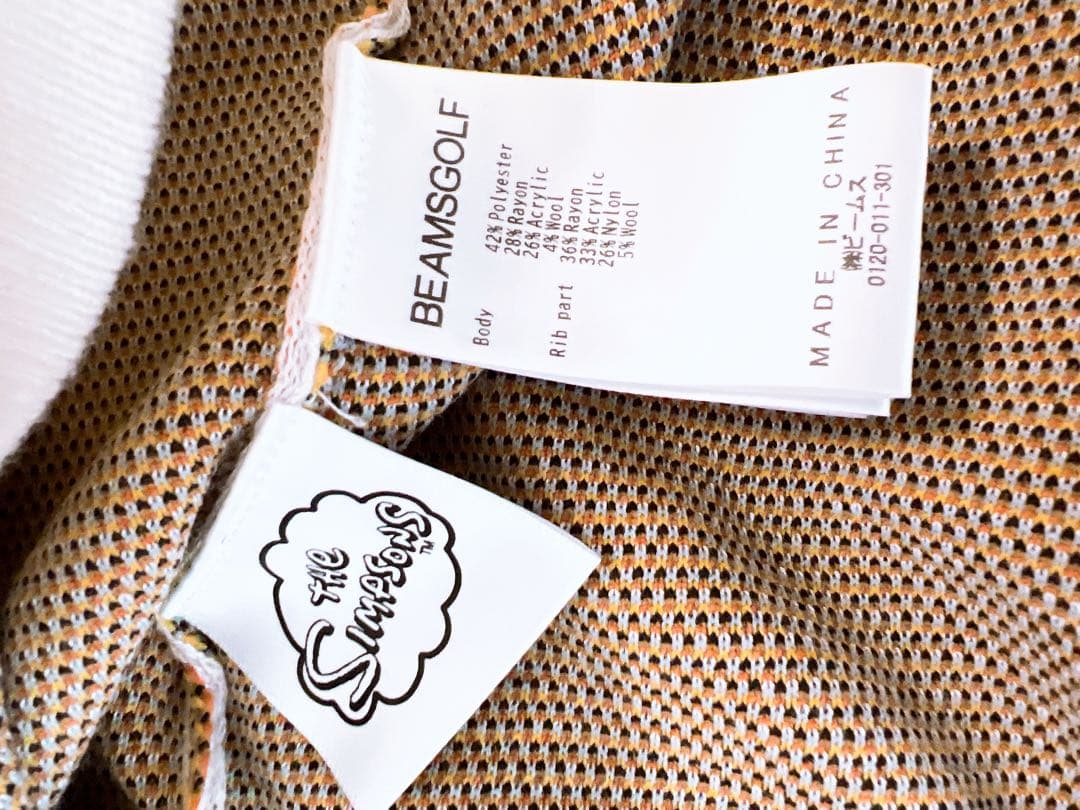 BEAMSGOLF
Body 42% Polyester
28% Rayon
26% Acrylic
4% Wool
Rib part 36% Rayon
33% Acrylic
26% Nylon
5% Wool
MADE IN CHINA
㈱ビームス
0120-011-301
THE
SIMPSONS™